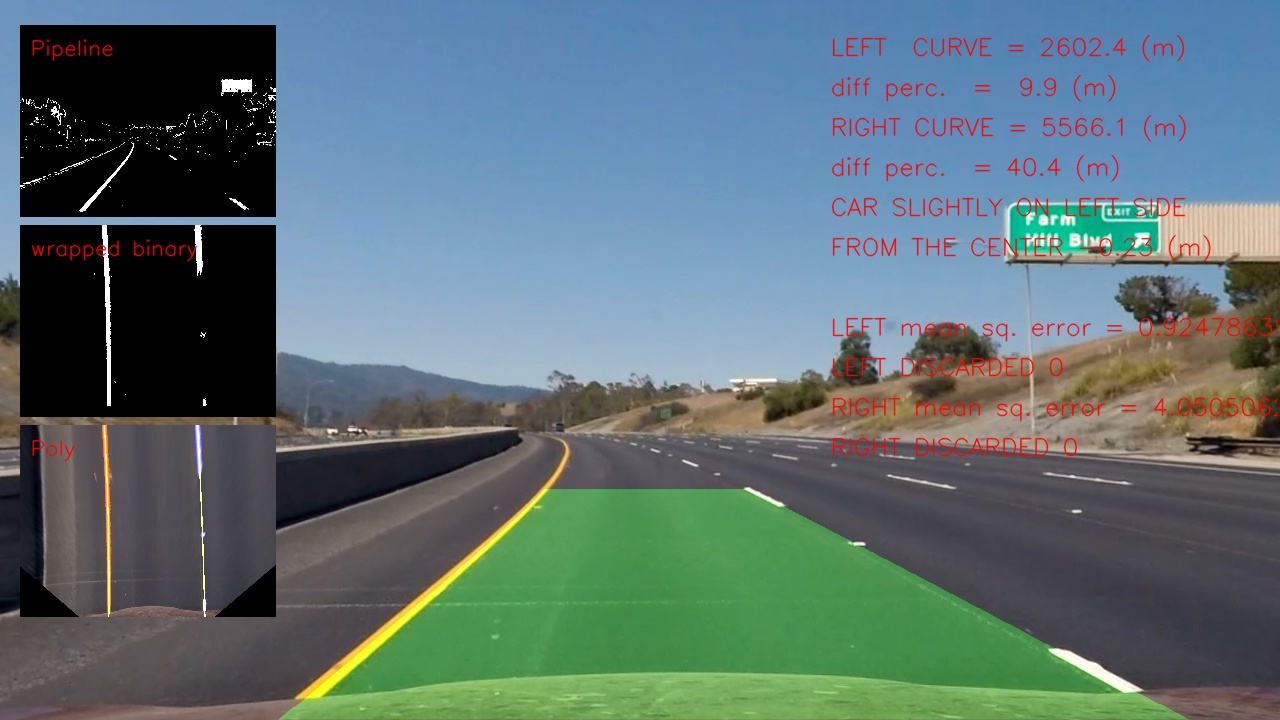 Pipeline
wrapped binary
Poly
LEFT CURVE = 2602.4 (m)
diff perc. = 9.9 (m)
RIGHT CURVE = 5566.1 (m)
diff perc. = 40.4 (m)
CAR SLIGHTLY ON LEFT SIDE
FROM THE CENTER -0.23 (m)
LEFT mean sq. error = 0.9247863
LEFT DISCARDED 0
RIGHT mean sq. error = 4.050506
RIGHT DISCARDED 0
EXIT
Farm
Hill Blvd